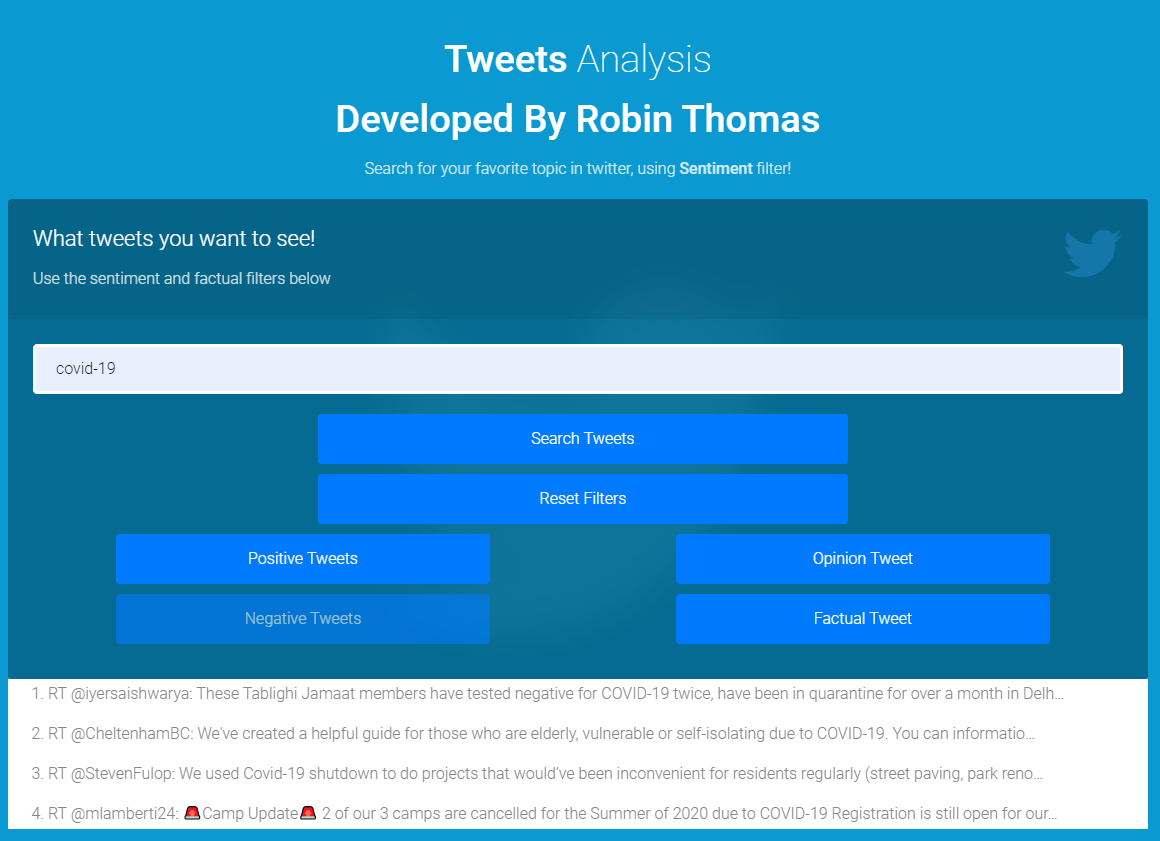 Tweets Analysis
Developed By Robin Thomas
Search for your favorite topic in twitter, using Sentiment filter!
What tweets you want to see!
Use the sentiment and factual filters below
covid-19
Search Tweets
Reset Filters
Positive Tweets
Opinion Tweet
Negative Tweets
Factual Tweet
1. RT @iyersaishwarya: These Tablighi Jamaat members have tested negative for COVID-19 twice, have been in quarantine for over a month in Delh…
2. RT @CheltenhamBC: We've created a helpful guide for those who are elderly, vulnerable or self-isolating due to COVID-19. You can informatio…
3. RT @StevenFulop: We used Covid-19 shutdown to do projects that would’ve been inconvenient for residents regularly (street paving, park reno…
4. RT @mlamberti24: 🚨Camp Update🚨 2 of our 3 camps are cancelled for the Summer of 2020 due to COVID-19 Registration is still open for our…